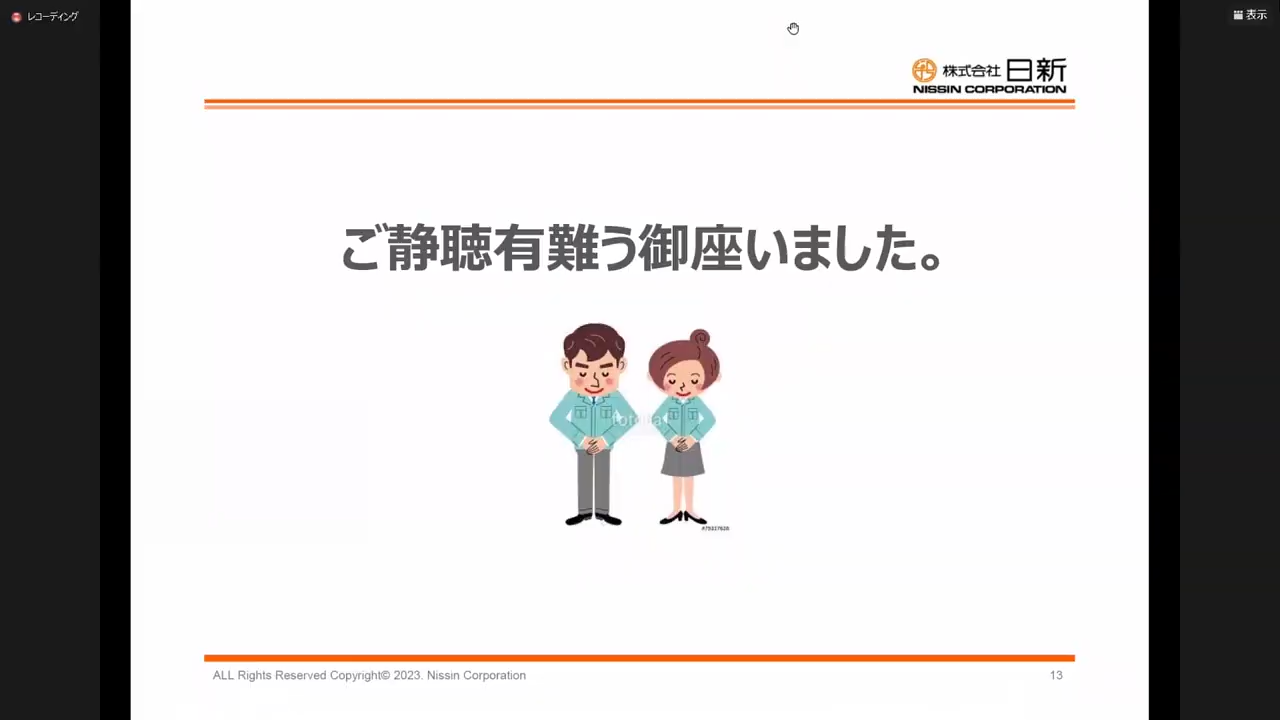 レコーディング
表示
株式会社 日新
NISSIN CORPORATION
ご静聴有難う御座いました。
ALL Rights Reserved Copyright© 2023. Nissin Corporation
13